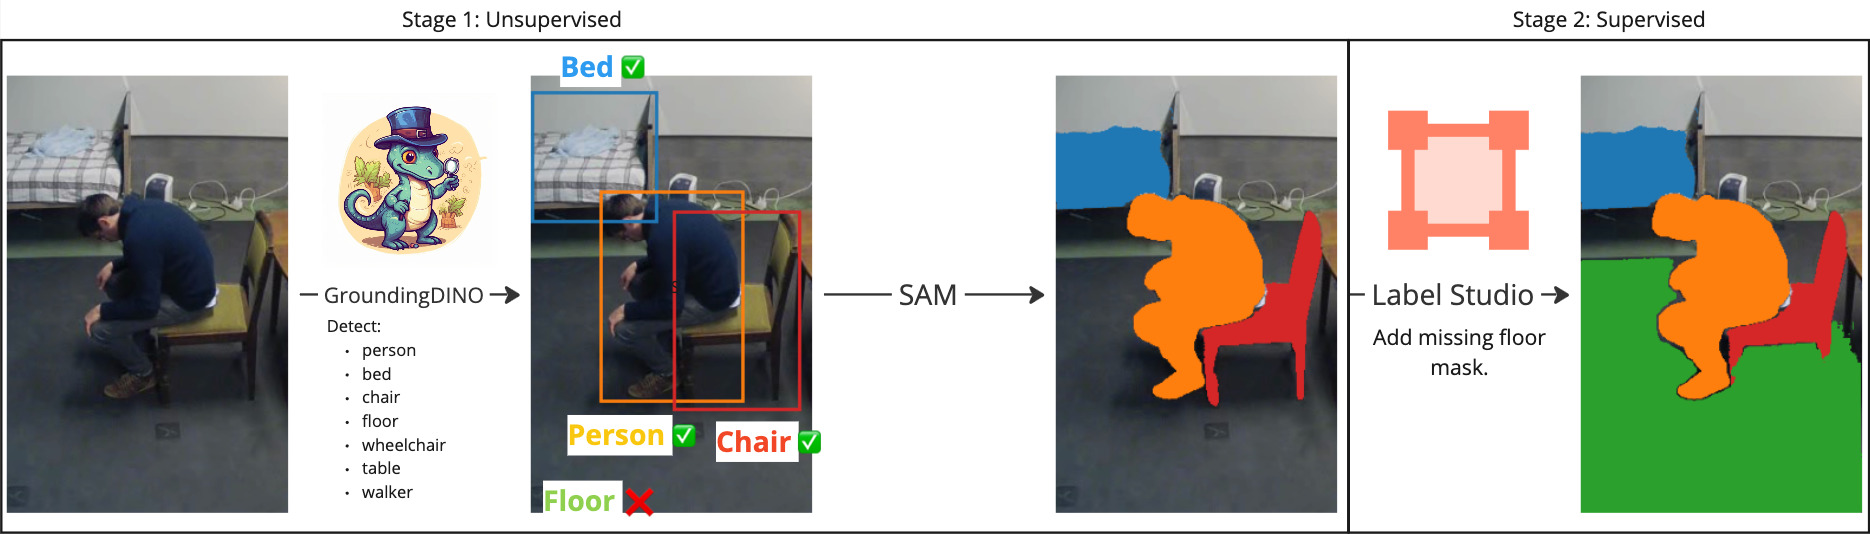 Stage 1: Unsupervised
Stage 2: Supervised
Bed
GroundingDINO
Detect:
· person
· bed
· chair
· floor
· wheelchair
· table
· walker
Person
Chair
Floor
SAM
Label Studio
Add missing floor
mask.